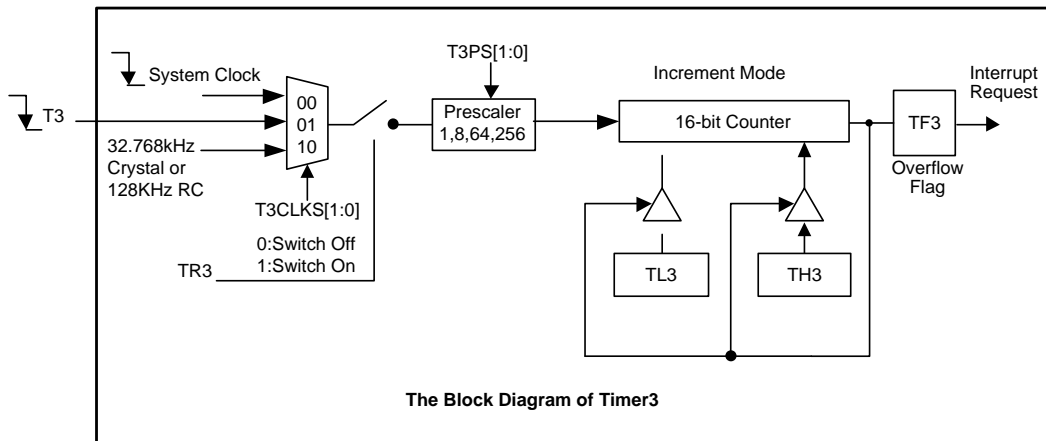 T3PS[1:0]
System Clock
Increment Mode
Interrupt
Request
T3
00
01
10
Prescaler
1,8,64,256
16-bit Counter
TF3
32.768kHz
Crystal or
128KHz RC
Overflow
Flag
T3CLKS[1:0]
0:Switch Off
1:Switch On
TR3
TL3
TH3
The Block Diagram of Timer3